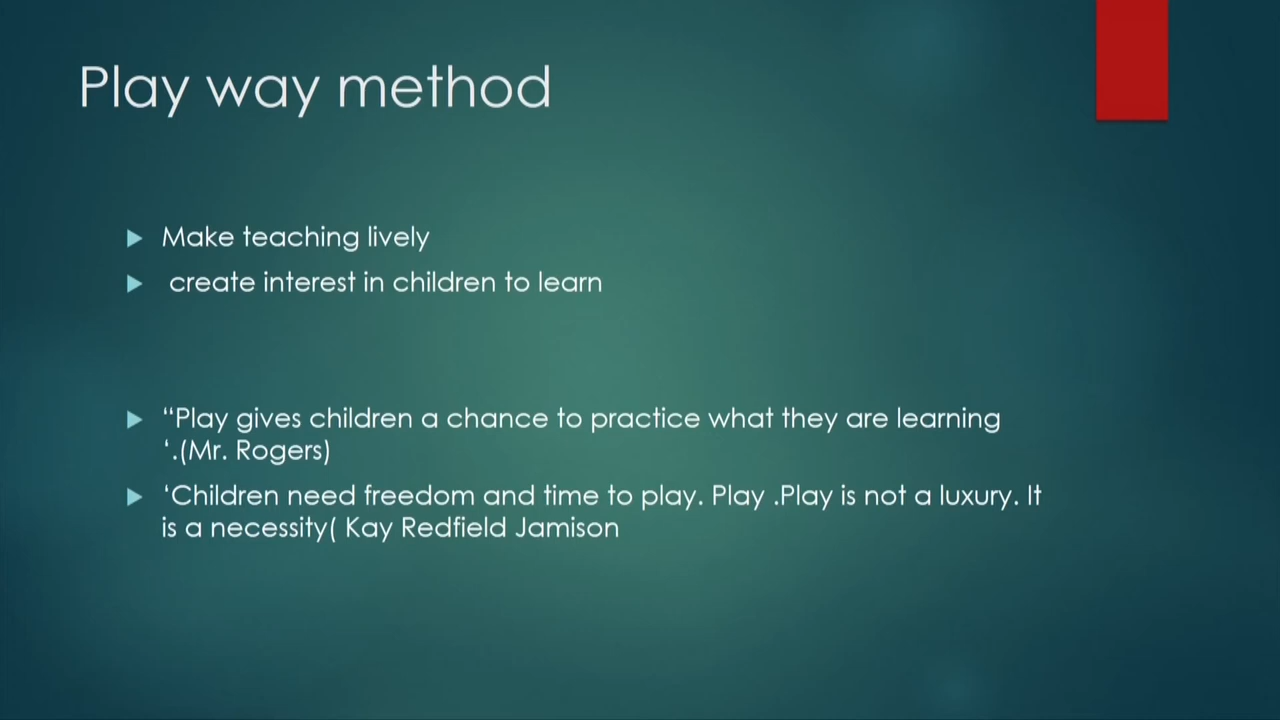 Play way method
Make teaching lively
create interest in children to learn
“Play gives children a chance to practice what they are learning
‘.(Mr. Rogers)
‘Children need freedom and time to play. Play .Play is not a luxury. It
is a necessity( Kay Redfield Jamison